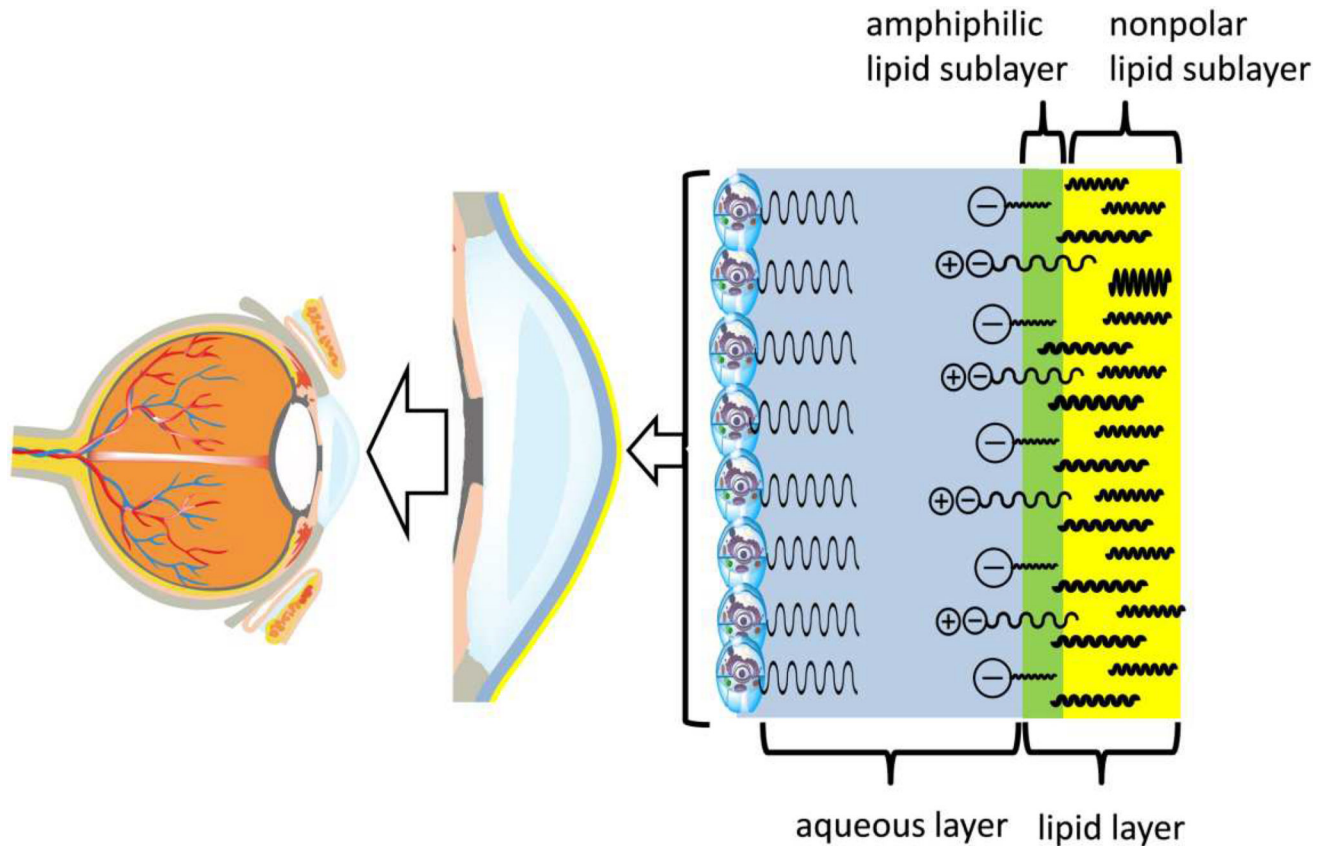 amphiphilic
lipid sublayer
nonpolar
lipid sublayer
aqueous layer
lipid layer